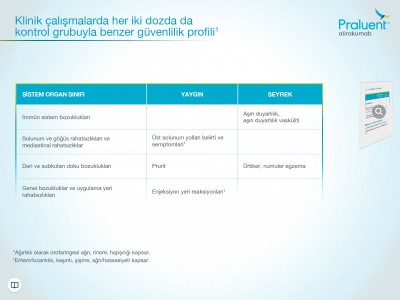 Klinik çalışmalarda her iki dozda da
kontrol grubuyla benzer güvenlilik profili¹
Praluent
alirokumab
SİSTEM ORGAN SINIFI YAYGIN SEYREK
İmmün sistem bozuklukları
Aşırı duyarlılık,
aşırı duyarlılık vasküliti
Solunum ve göğüs rahatsızlıkları ve
mediastinal rahatsızlıklar
Üst solunum yolları belirti ve
semptomları*
Deri ve subkutan doku bozuklukları Prurit Ürtiker, numuler egzema
Genel bozukluklar ve uygulama yeri
rahatsızlıkları
Enjeksiyon yeri reaksiyonları†
*Ağırlıklı olarak orofaringeal ağrı, rinore, hapşırığı kapsar.
†Eritem/kızarıklık, kaşıntı, şişme, ağrı/hassasiyeti kapsar.